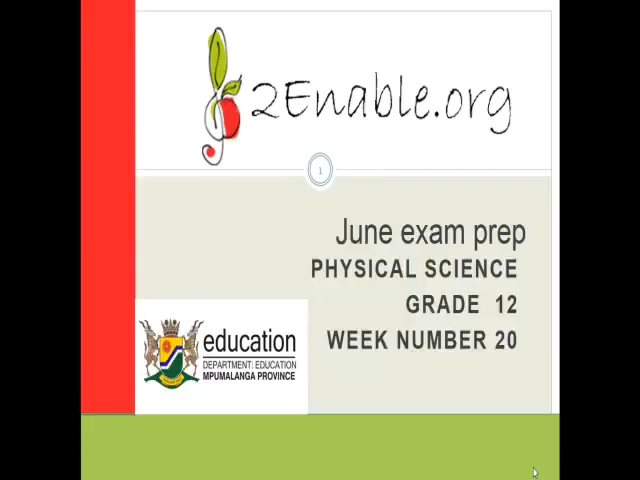 2Enable.org
1
June exam prep
PHYSICAL SCIENCE
GRADE 12
WEEK NUMBER 20
education
DEPARTMENT: EDUCATION
MPUMALANGA PROVINCE